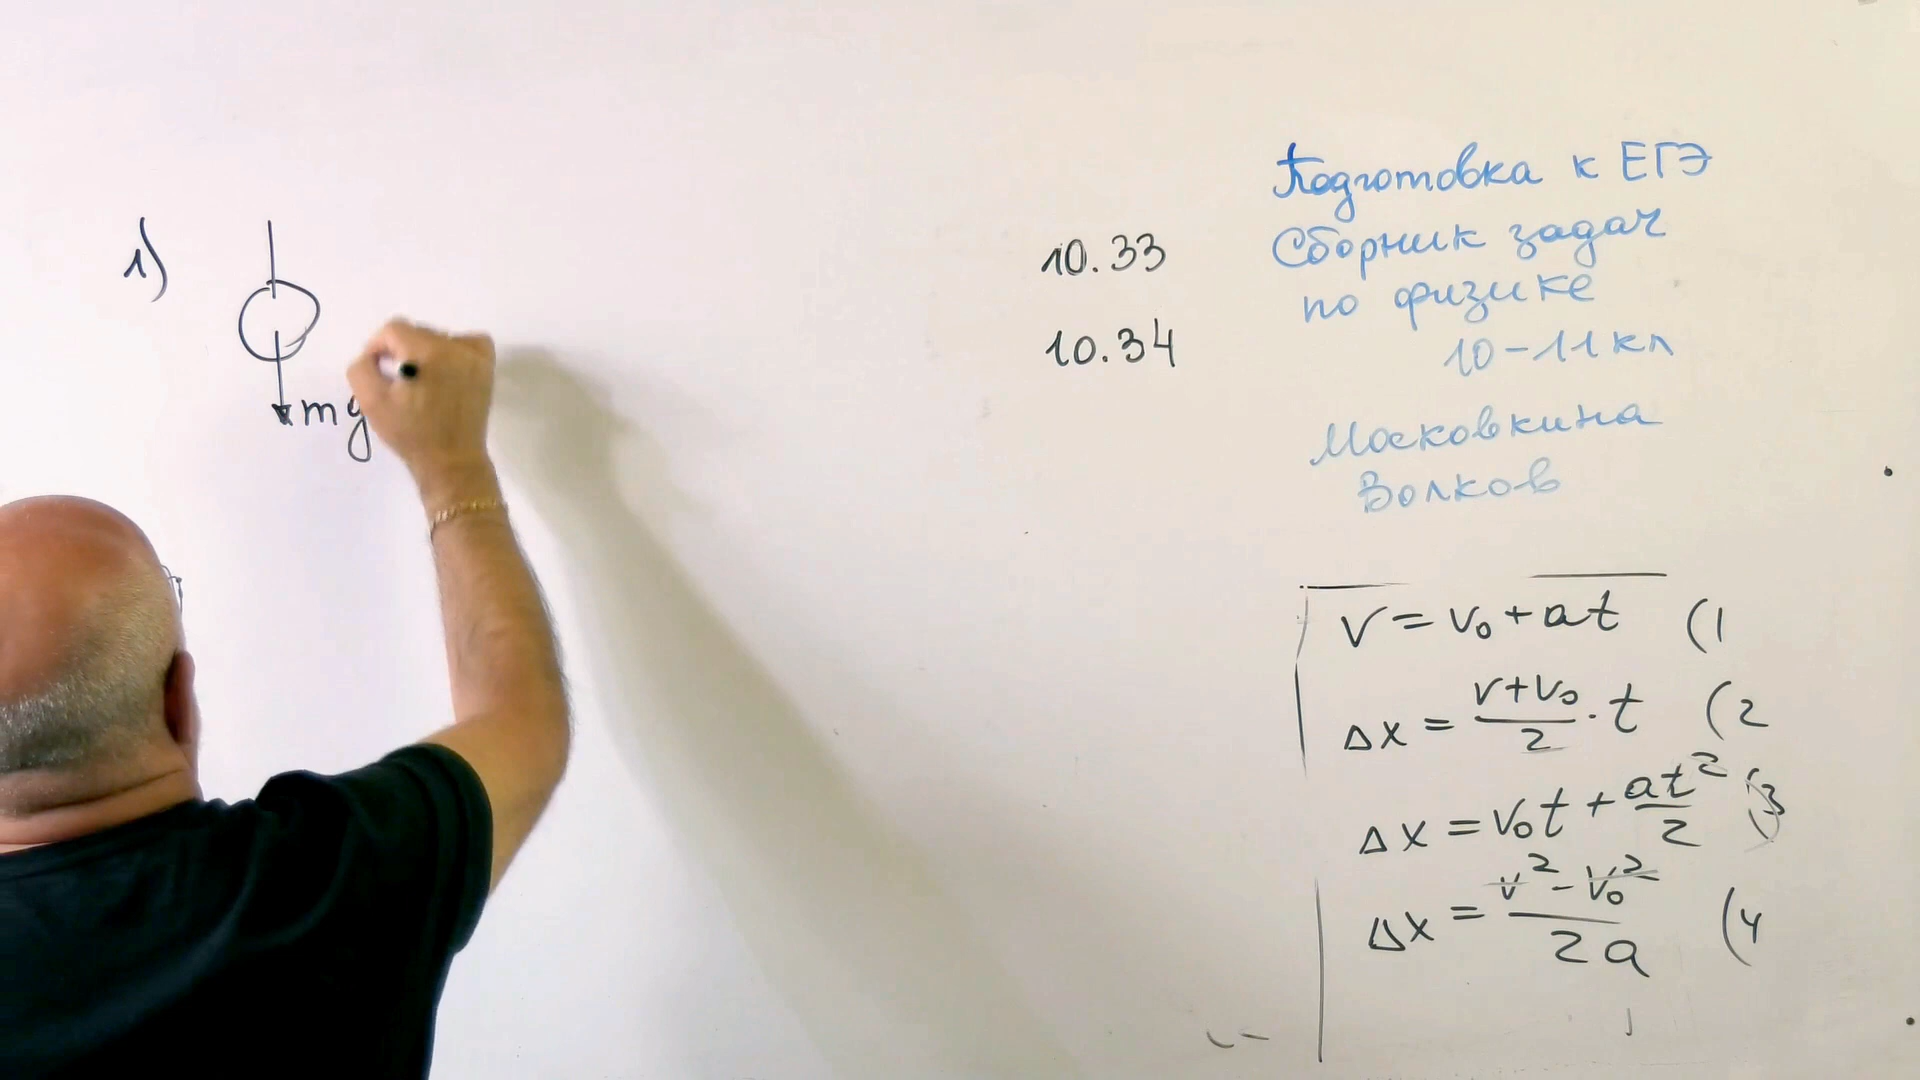 1)
mg
10.33
10.34
Подготовка к ЕГЭ
Сборник задач
по физике
10-11 кл
Московкина
Волков
v = v₀ + at (1
Δx = (v+v₀)/2 · t (2
Δx = v₀t + at²/2 (3
Δx = (v² - v₀²)/2a (4